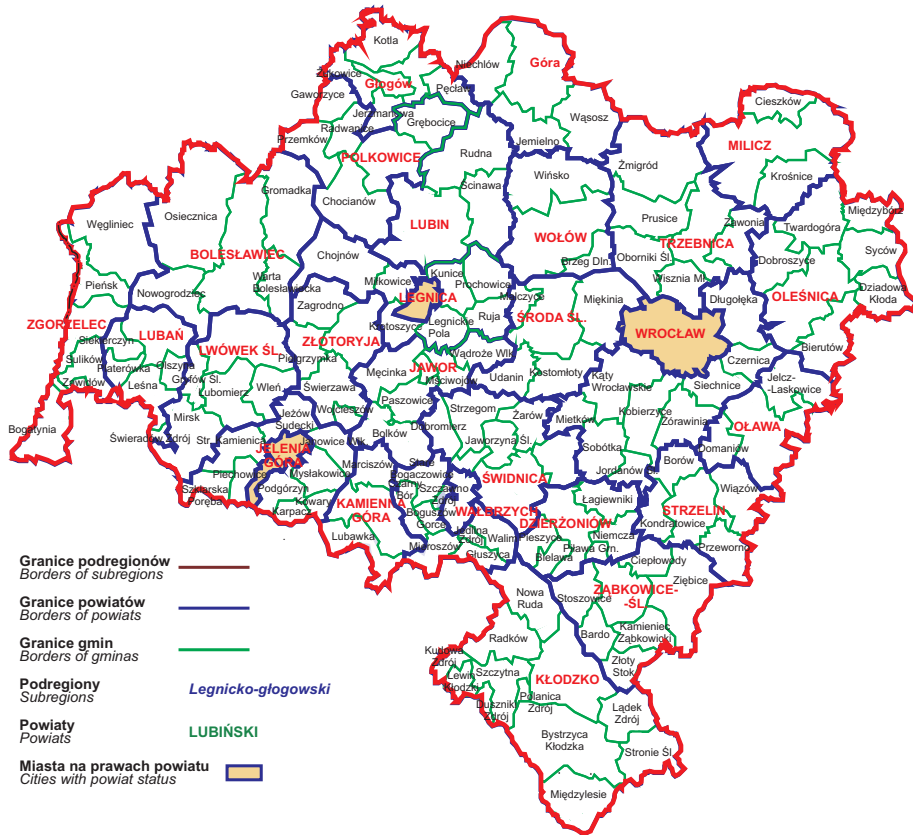 Kotla
Żukowice
Głogów
Niechlów
Góra
Gaworzyce
Pęcław
Jerzmanowa
Grębocice
Wąsosz
Cieszków
Radwanice
Przemków
POLKOWICE
Jemielno
MILICZ
Rudna
Wińsko
Żmigród
Krośnice
Gromadka
Chocianów
Ścinawa
Węgliniec
Osiecznica
LUBIN
WOŁÓW
Prusice
Zawonia
Międzybórz
Twardogóra
BOLESŁAWIEC
Chojnów
TRZEBNICA
Oborniki Śl.
Syców
Brzeg Dln.
Dobroszyce
Pieńsk
Warta
Bolesławiecka
Miłkowice
Kunice
Prochowice
Wisznia Mł.
Dziadowa
Kłoda
Nowogrodziec
Zagrodno
LEGNICA
Malczyce
Miękinia
Długołęka
OLEŚNICA
ZGORZELEC
LUBAŃ
Krotoszyce
Legnickie
Pola
Ruja
ŚRODA ŚL.
WROCŁAW
Siekierczyn
LWÓWEK ŚL.
ZŁOTORYJA
Sulików
Platerówka
Olszyna
Pielgrzymka
Wądroże Wlk.
Bierutów
Zawidów
Leśna
Gryfów Śl.
Lubomierz
Wleń
Świerzawa
Męcinka
JAWOR
Mściwojów
Udanin
Kostomłoty
Kąty
Wrocławskie
Czernica
Siechnice
Jelcz-
-Laskowice
Bogatynia
Mirsk
Jeżów
Sudecki
Wojcieszów
Paszowice
Strzegom
Żarów
Mietków
Kobierzyce
Żórawinia
OŁAWA
Świeradów Zdrój
Str. Kamienica
JELENIA
GÓRA
Janowice Wlk.
Bolków
Dobromierz
Jaworzyna Śl.
Sobótka
Domaniów
Piechowice
Mysłakowice
Marciszów
Stare
Bogaczowice
Jordanów Śl.
Borów
Szklarska
Poręba
Podgórzyn
Kowary
Karpacz
KAMIENNA
GÓRA
Czarny
Bór
Szczawno
Zdrój
Boguszów
Gorce
ŚWIDNICA
Łagiewniki
Wiązów
STRZELIN
WAŁBRZYCH
DZIERŻONIÓW
Kondratowice
Lubawka
Mieroszów
Jedlina
Zdrój
Walim
Głuszyca
Pieszyce
Bielawa
Niemcza
Piława Grn.
Przeworno
Ciepłowody
Ziębice
Granice podregionów
Borders of subregions
Nowa
Ruda
Stoszowice
ZĄBKOWICE-
-ŚL.
Granice powiatów
Borders of powiats
Radków
Bardo
Kamieniec
Ząbkowicki
Granice gmin
Borders of gminas
Kudowa
Zdrój
Szczytna
Złoty
Stok
Lewin
Kłodzki
KŁODZKO
Podregiony
Subregions
Legnicko-głogowski
Duszniki
Zdrój
Polanica
Zdrój
Lądek
Zdrój
Powiaty
Powiats
LUBIŃSKI
Bystrzyca
Kłodzka
Stronie Śl
Miasta na prawach powiatu
Cities with powiat status
Międzylesie